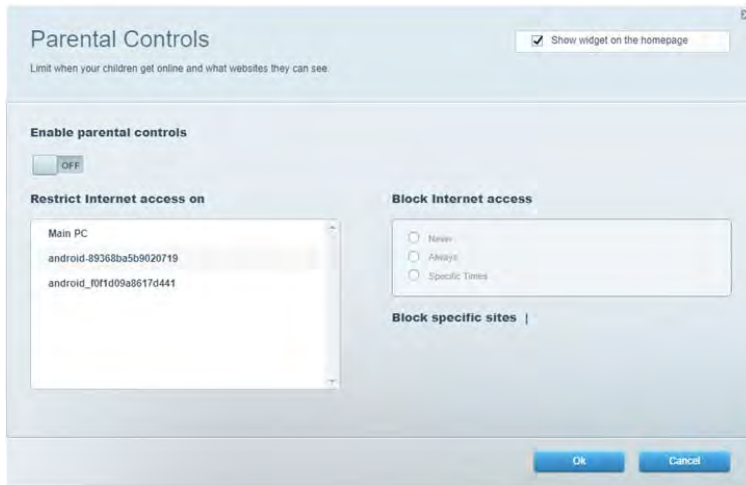 Parental Controls
Show widget on the homepage
Limit when your children get online and what websites they can see.
Enable parental controls
OFF
Restrict Internet access on
Main PC
android-89368ba5b9020719
android_f0f1d09a8617d441
Block Internet access
Never
Always
Specific Times
Block specific sites |
Ok
Cancel